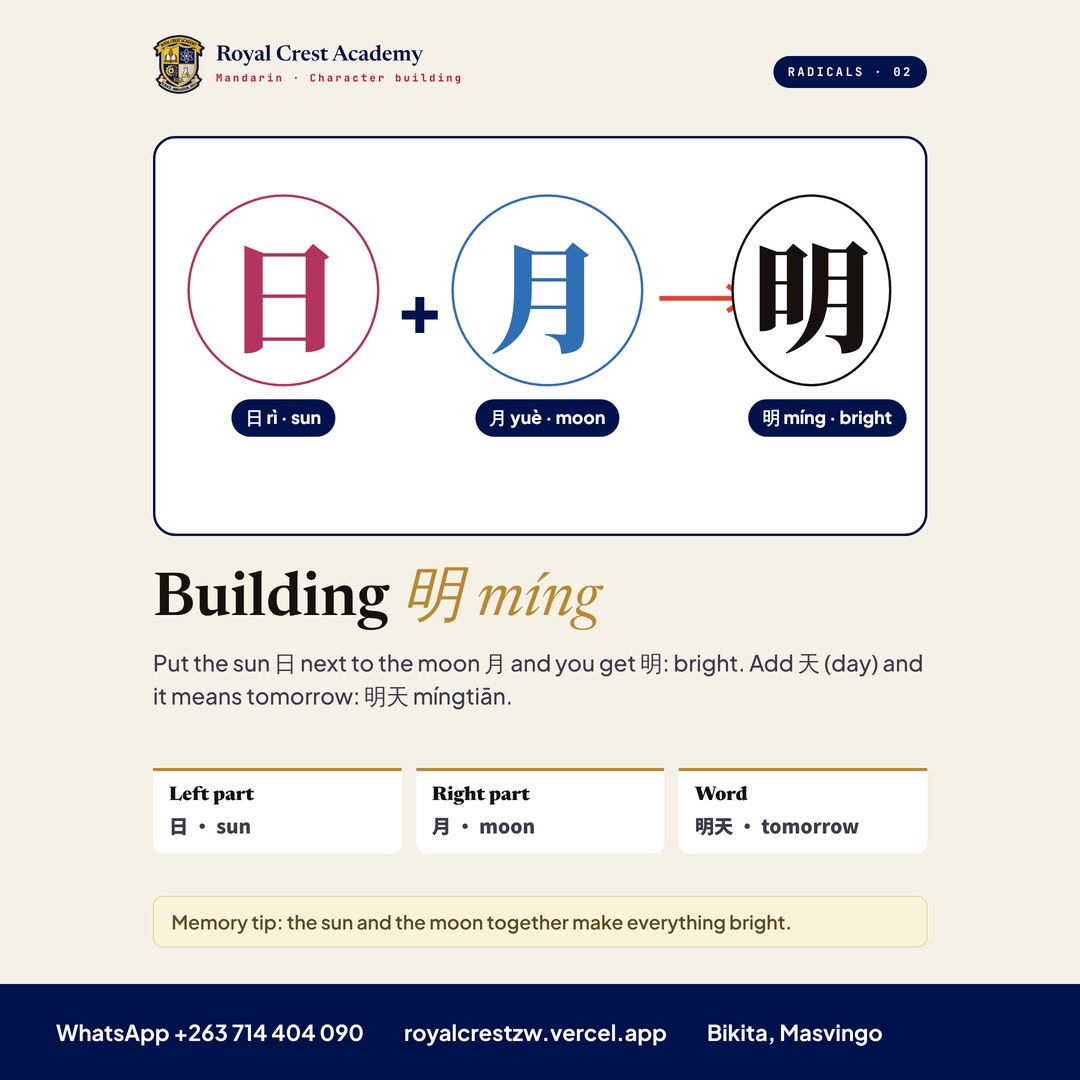 Royal Crest Academy
Mandarin · Character building
RADICALS · 02
日 + 月 明
日 rì · sun
月 yuè · moon
明 míng · bright
Building 明 míng
Put the sun 日 next to the moon 月 and you get 明: bright. Add 天 (day) and
it means tomorrow: 明天 míngtiān.
Left part
日 · sun
Right part
月 · moon
Word
明天 · tomorrow
Memory tip: the sun and the moon together make everything bright.
WhatsApp +263 714 404 090
royalcrestzw.vercel.app
Bikita, Masvingo